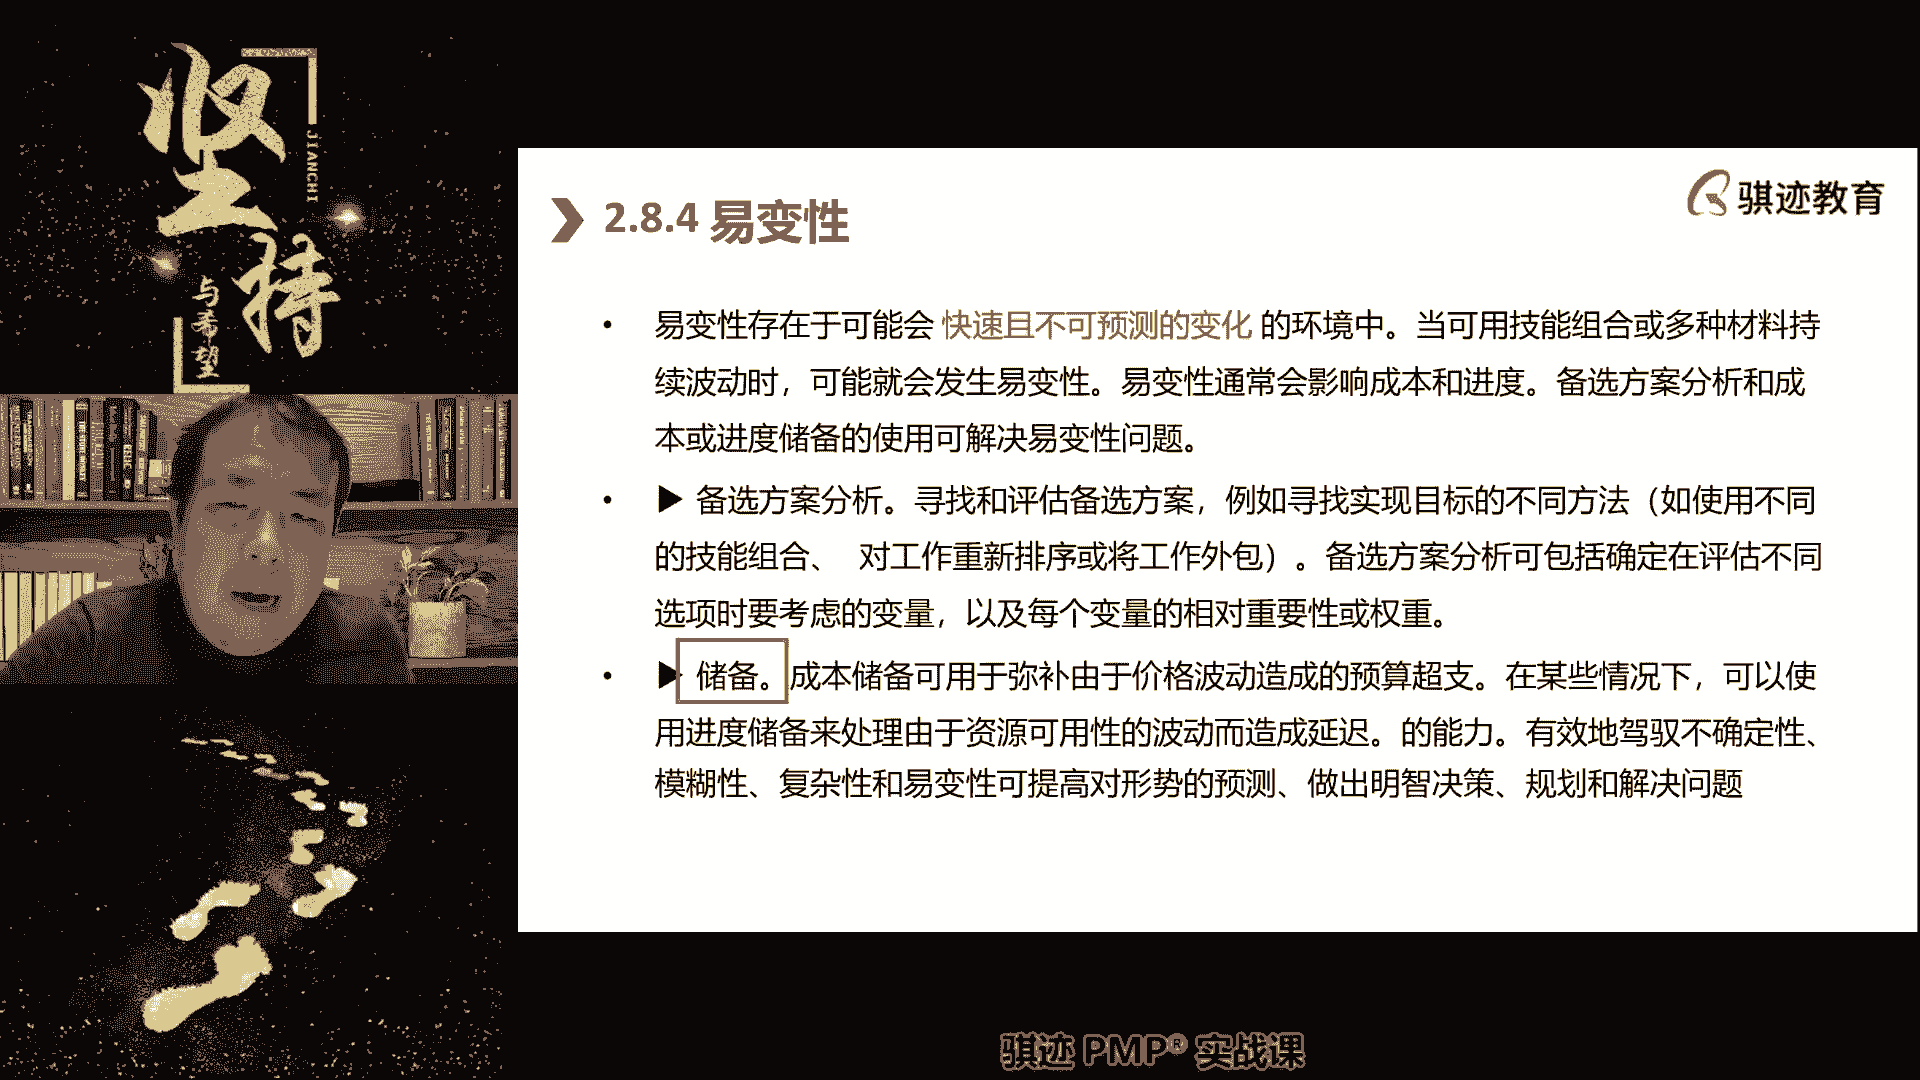 坚持
JIANCHI
与希望
骐迹教育
2.8.4 易变性
• 易变性存在于可能会 快速且不可预测的变化 的环境中。当可用技能组合或多种材料持
续波动时，可能就会发生易变性。易变性通常会影响成本和进度。备选方案分析和成
本或进度储备的使用可解决易变性问题。
• ▶ 备选方案分析。寻找和评估备选方案，例如寻找实现目标的不同方法（如使用不同
的技能组合、 对工作重新排序或将工作外包）。备选方案分析可包括确定在评估不同
选项时要考虑的变量，以及每个变量的相对重要性或权重。
• ▶ 储备。成本储备可用于弥补由于价格波动造成的预算超支。在某些情况下，可以使
用进度储备来处理由于资源可用性的波动而造成延迟。的能力。有效地驾驭不确定性、
模糊性、复杂性和易变性可提高对形势的预测、做出明智决策、规划和解决问题
骐迹 PMP® 实战课